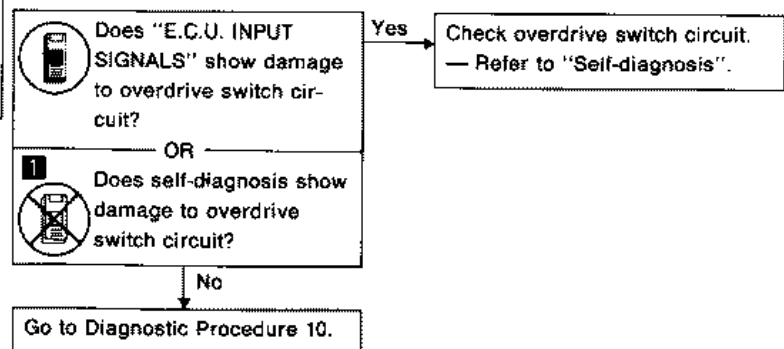 Does "E.C.U. INPUT
SIGNALS" show damage
to overdrive switch cir-
cuit?
Yes
Check overdrive switch circuit.
— Refer to "Self-diagnosis".
OR
1
Does self-diagnosis show
damage to overdrive
switch circuit?
No
Go to Diagnostic Procedure 10.